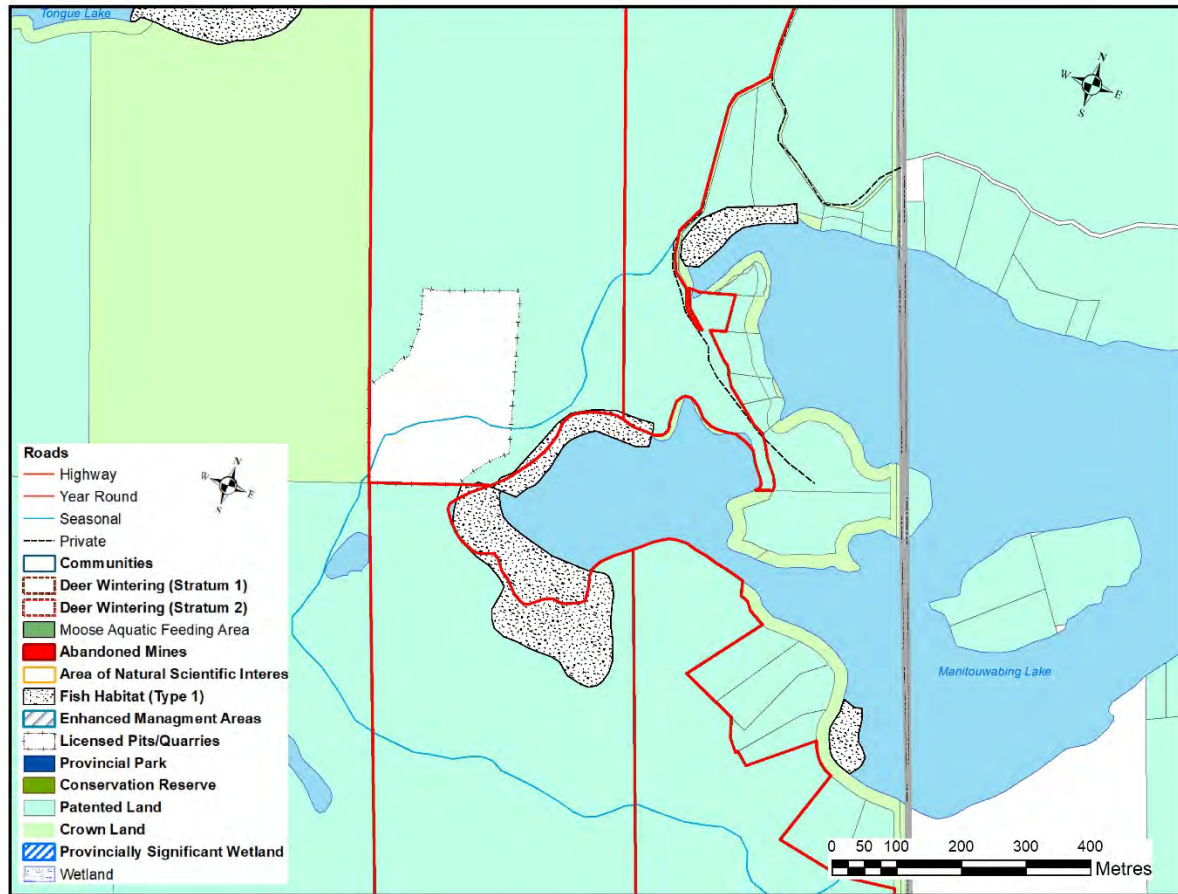 Tongue Lake
N
W
E
S
Roads
Highway
Year Round
Seasonal
Private
Communities
Deer Wintering (Stratum 1)
Deer Wintering (Stratum 2)
Moose Aquatic Feeding Area
Abandoned Mines
Area of Natural Scientific Interes
Fish Habitat (Type 1)
Enhanced Managment Areas
Licensed Pits/Quarries
Provincial Park
Conservation Reserve
Patented Land
Crown Land
Provincially Significant Wetland
Wetland
N
W
E
S
Manitouwabing Lake
0 50 100 200 300 400
Metres